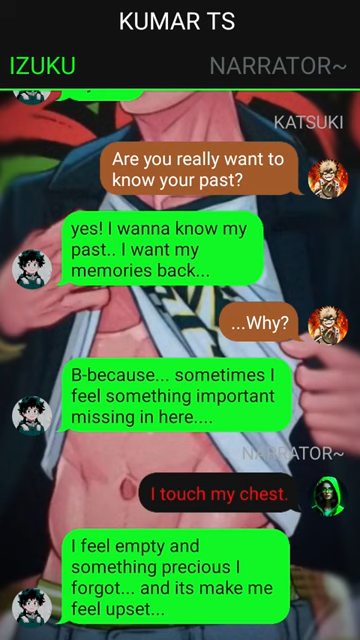 KUMAR TS
IZUKU NARRATOR~
KATSUKI
Are you really want to
know your past?
yes! I wanna know my
past.. I want my
memories back...
...Why?
B-because... sometimes I
feel something important
missing in here....
NARRATOR~
I touch my chest.
I feel empty and
something precious I
forgot... and its make me
feel upset...